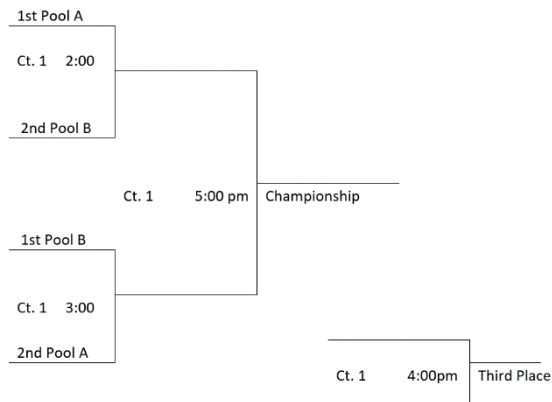 1st Pool A
Ct. 1 2:00
2nd Pool B
Ct. 1 5:00 pm Championship
1st Pool B
Ct. 1 3:00
2nd Pool A
Ct. 1 4:00pm Third Place